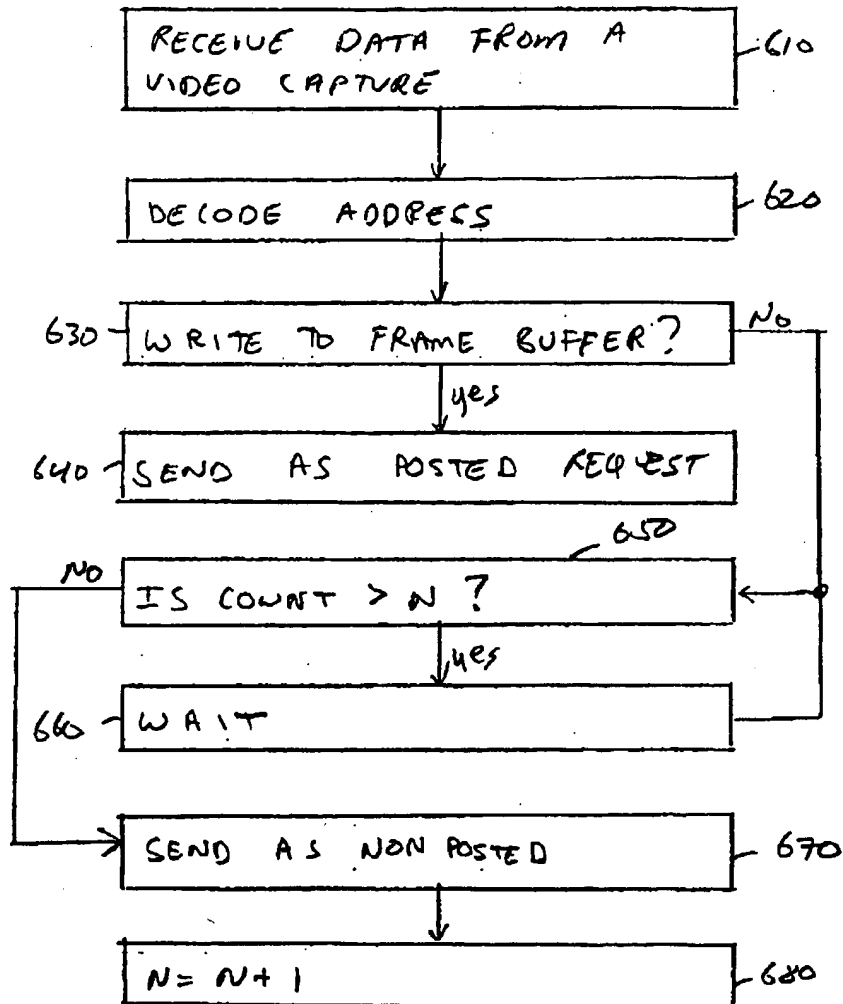 RECEIVE DATA FROM A
VIDEO CAPTURE
610
DECODE ADDRESS
620
630
WRITE TO FRAME BUFFER?
No
yes
640
SEND AS POSTED REQUEST
650
No
IS COUNT > N ?
yes
660
WAIT
SEND AS NON POSTED
670
N = N + 1
680